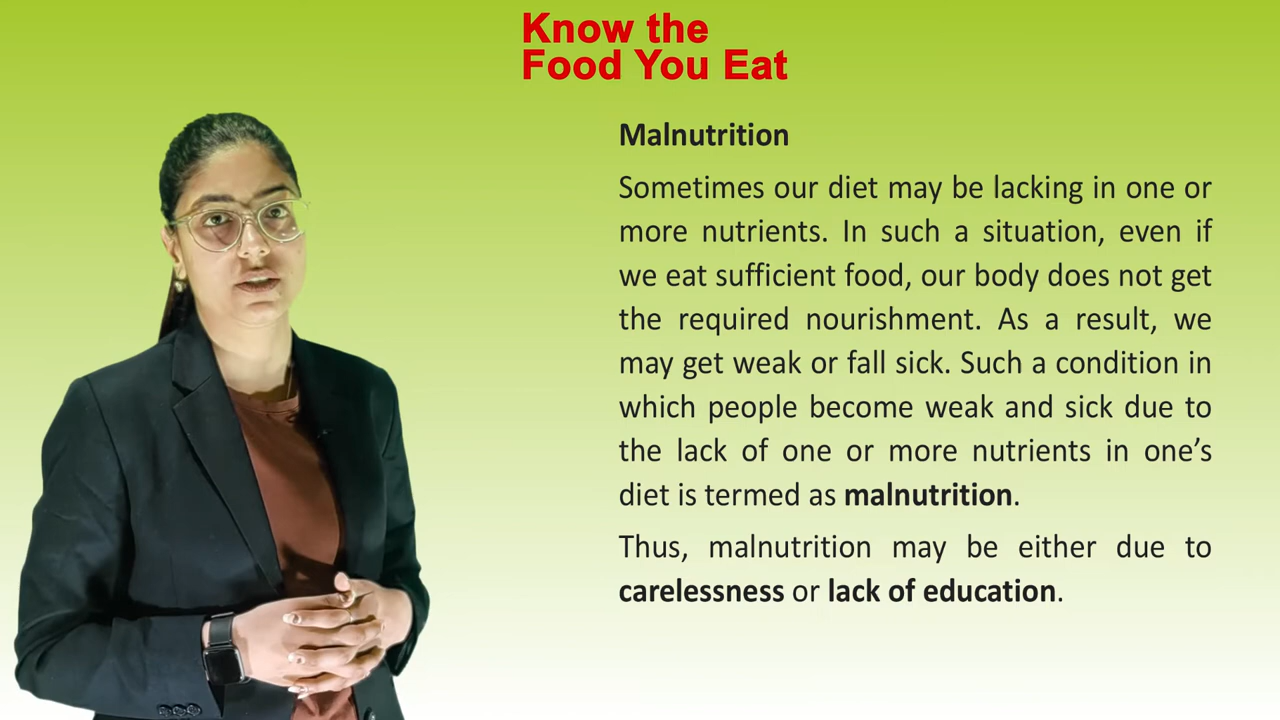 Know the
Food You Eat
Malnutrition
Sometimes our diet may be lacking in one or
more nutrients. In such a situation, even if
we eat sufficient food, our body does not get
the required nourishment. As a result, we
may get weak or fall sick. Such a condition in
which people become weak and sick due to
the lack of one or more nutrients in one’s
diet is termed as malnutrition.
Thus, malnutrition may be either due to
carelessness or lack of education.